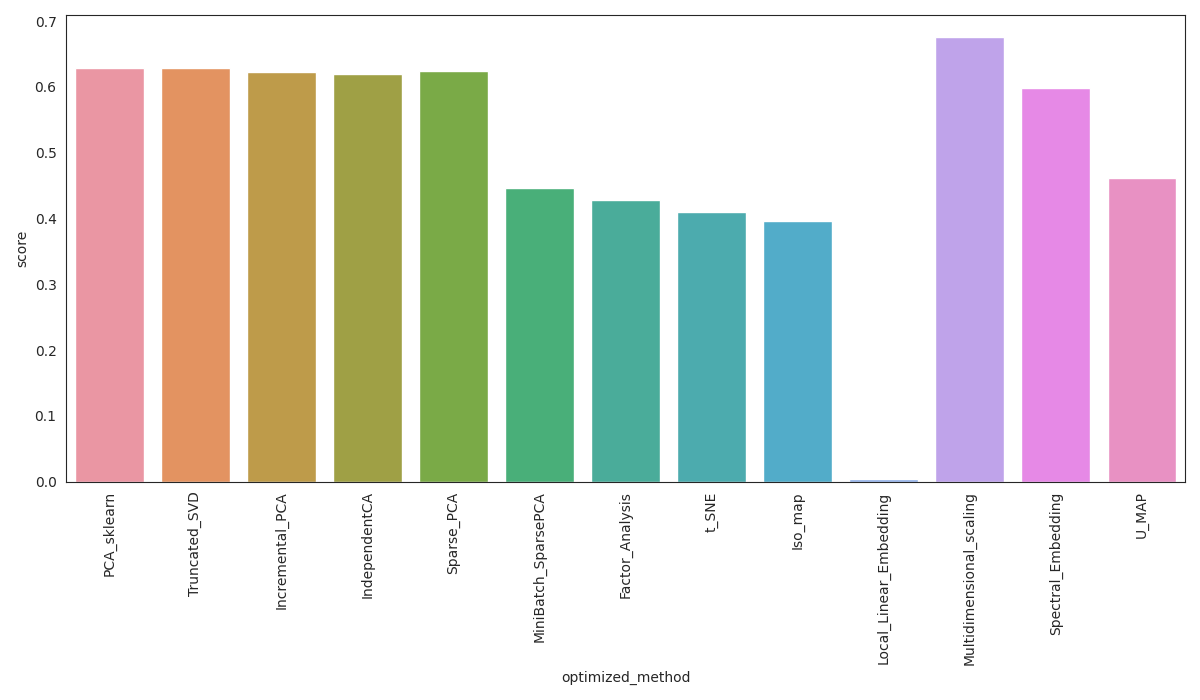 0.7
0.6
0.5
0.4
0.3
0.2
0.1
0.0
score
PCA_sklearn
Truncated_SVD
Incremental_PCA
IndependentCA
Sparse_PCA
MiniBatch_SparsePCA
Factor_Analysis
t_SNE
Iso_map
Local_Linear_Embedding
Multidimensional_scaling
Spectral_Embedding
U_MAP
optimized_method